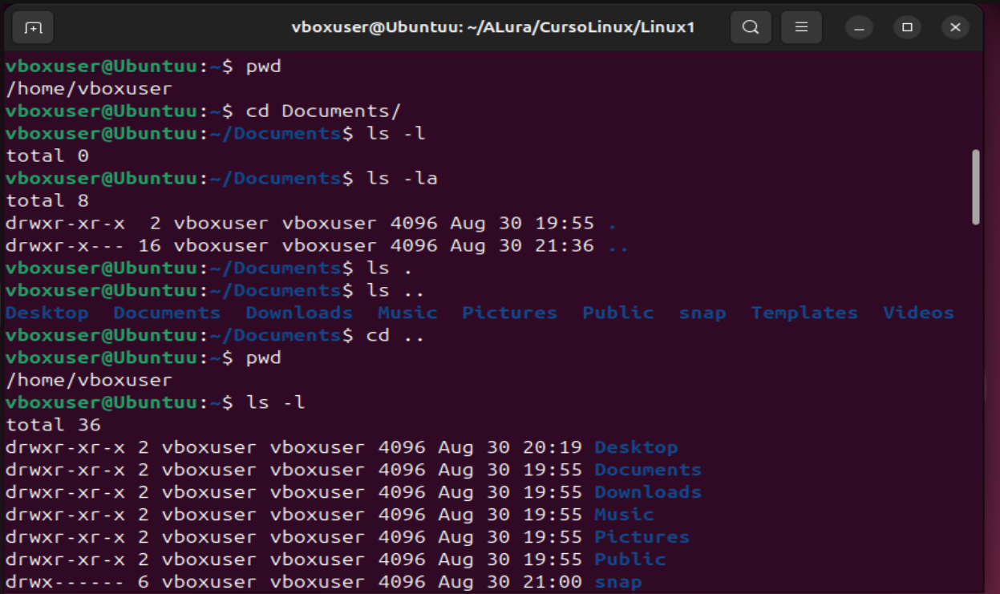 vboxuser@Ubuntuu: ~/ALura/CursoLinux/Linux1
vboxuser@Ubuntuu:~$ pwd
/home/vboxuser
vboxuser@Ubuntuu:~$ cd Documents/
vboxuser@Ubuntuu:~/Documents$ ls -l
total 0
vboxuser@Ubuntuu:~/Documents$ ls -la
total 8
drwxr-xr-x  2 vboxuser vboxuser 4096 Aug 30 19:55 .
drwxr-x--- 16 vboxuser vboxuser 4096 Aug 30 21:36 ..
vboxuser@Ubuntuu:~/Documents$ ls .
vboxuser@Ubuntuu:~/Documents$ ls ..
Desktop  Documents  Downloads  Music  Pictures  Public  snap  Templates  Videos
vboxuser@Ubuntuu:~/Documents$ cd ..
vboxuser@Ubuntuu:~$ pwd
/home/vboxuser
vboxuser@Ubuntuu:~$ ls -l
total 36
drwxr-xr-x 2 vboxuser vboxuser 4096 Aug 30 20:19 Desktop
drwxr-xr-x 2 vboxuser vboxuser 4096 Aug 30 19:55 Documents
drwxr-xr-x 2 vboxuser vboxuser 4096 Aug 30 19:55 Downloads
drwxr-xr-x 2 vboxuser vboxuser 4096 Aug 30 19:55 Music
drwxr-xr-x 2 vboxuser vboxuser 4096 Aug 30 19:55 Pictures
drwxr-xr-x 2 vboxuser vboxuser 4096 Aug 30 19:55 Public
drwx------ 6 vboxuser vboxuser 4096 Aug 30 21:00 snap